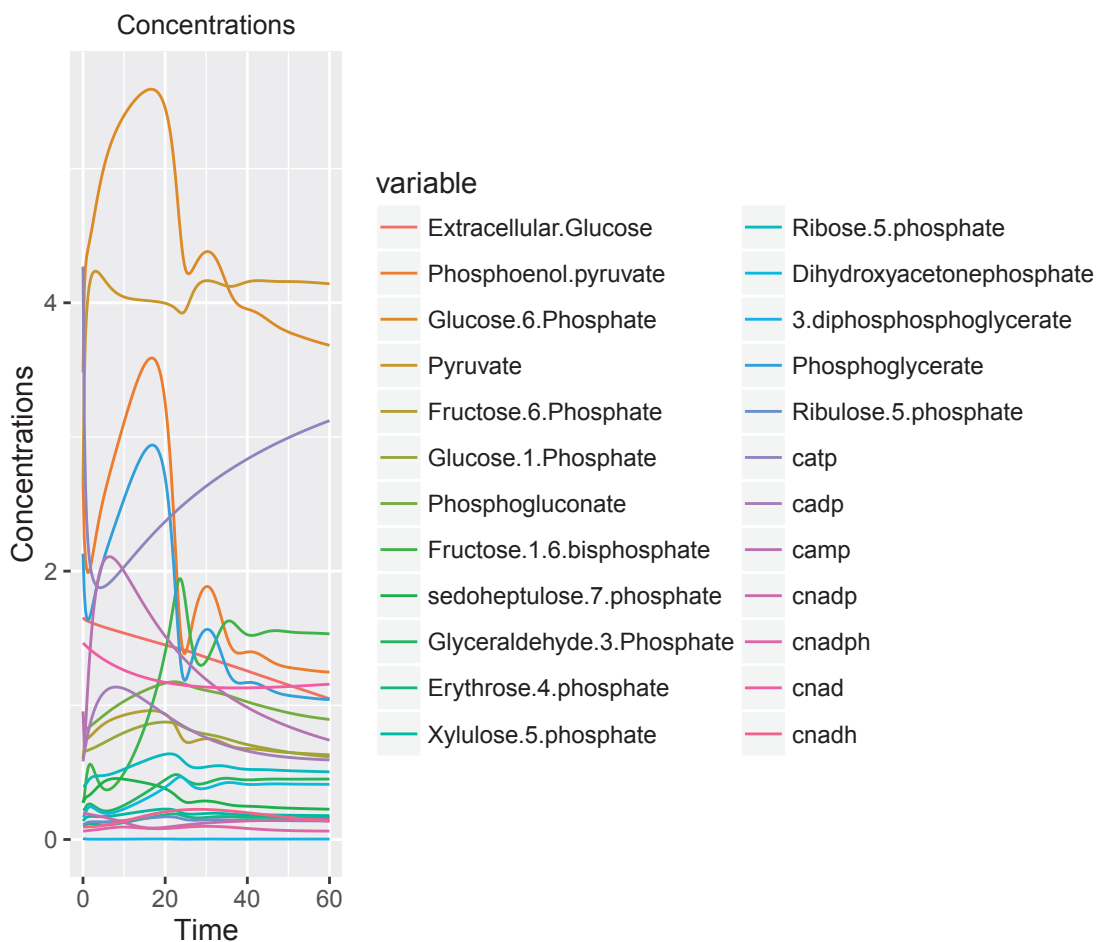 Concentrations
Concentrations
4
2
0
0 20 40 60
Time
variable
Extracellular.Glucose
Phosphoenol.pyruvate
Glucose.6.Phosphate
Pyruvate
Fructose.6.Phosphate
Glucose.1.Phosphate
Phosphogluconate
Fructose.1.6.bisphosphate
sedoheptulose.7.phosphate
Glyceraldehyde.3.Phosphate
Erythrose.4.phosphate
Xylulose.5.phosphate
Ribose.5.phosphate
Dihydroxyacetonephosphate
3.diphosphosphoglycerate
Phosphoglycerate
Ribulose.5.phosphate
catp
cadp
camp
cnadp
cnadph
cnad
cnadh